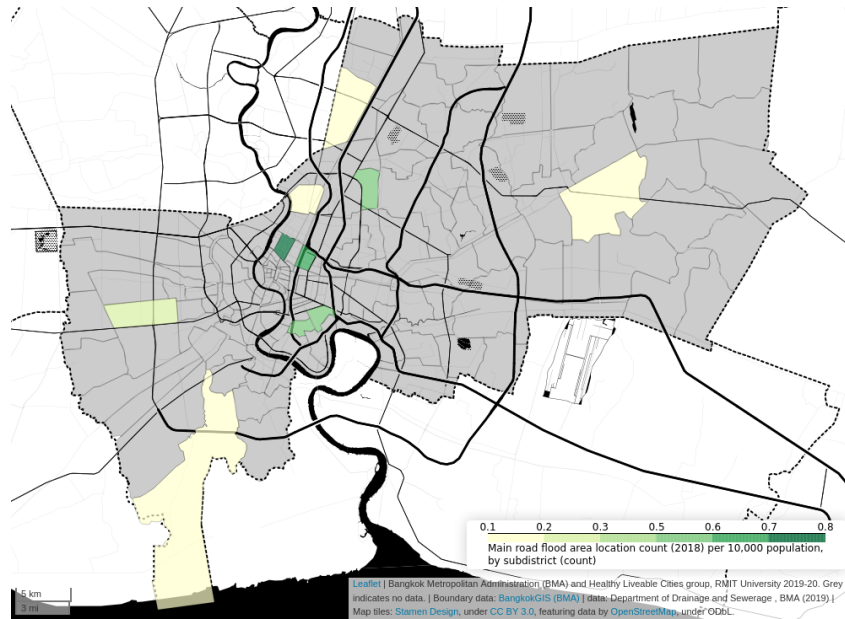 0.1 0.2 0.3 0.5 0.6 0.7 0.8
Main road flood area location count (2018) per 10,000 population,
by subdistrict (count)
5 km
3 mi
Leaflet | Bangkok Metropolitan Administration (BMA) and Healthy Liveable Cities group, RMIT University 2019-20. Grey
indicates no data. | Boundary data: BangkokGIS (BMA) | data: Department of Drainage and Sewerage , BMA (2019) |
Map tiles: Stamen Design, under CC BY 3.0, featuring data by OpenStreetMap, under ODbL.